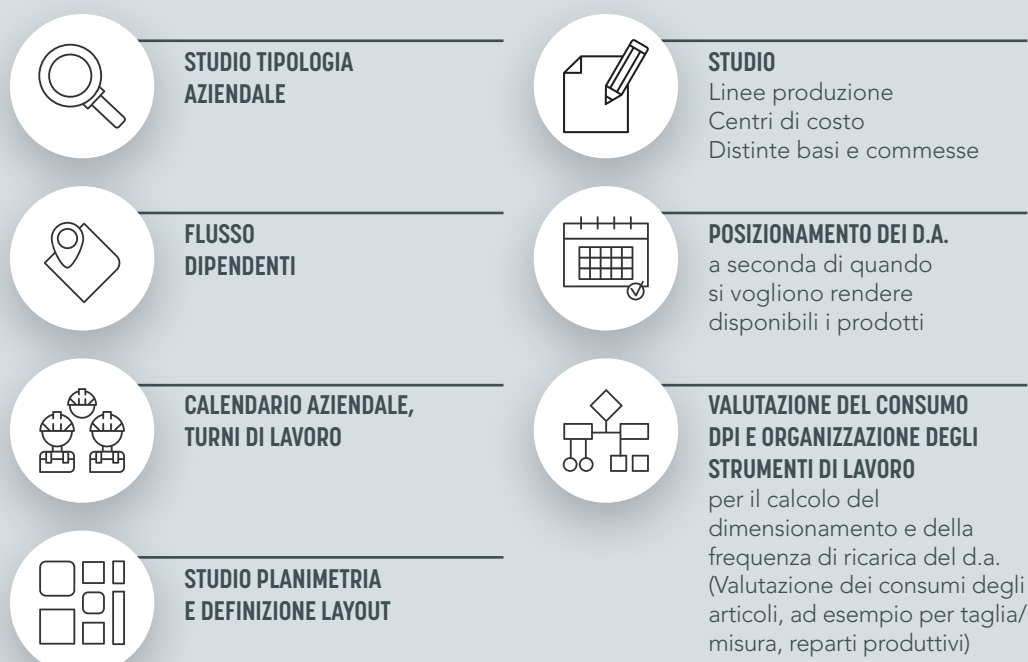 STUDIO TIPOLOGIA
AZIENDALE
FLUSSO
DIPENDENTI
CALENDARIO AZIENDALE,
TURNI DI LAVORO
STUDIO PLANIMETRIA
E DEFINIZIONE LAYOUT
STUDIO
Linee produzione
Centri di costo
Distinte basi e commesse
POSIZIONAMENTO DEI D.A.
a seconda di quando
si vogliono rendere
disponibili i prodotti
VALUTAZIONE DEL CONSUMO
DPI E ORGANIZZAZIONE DEGLI
STRUMENTI DI LAVORO
per il calcolo del
dimensionamento e della
frequenza di ricarica del d.a.
(Valutazione dei consumi degli
articoli, ad esempio per taglia/
misura, reparti produttivi)